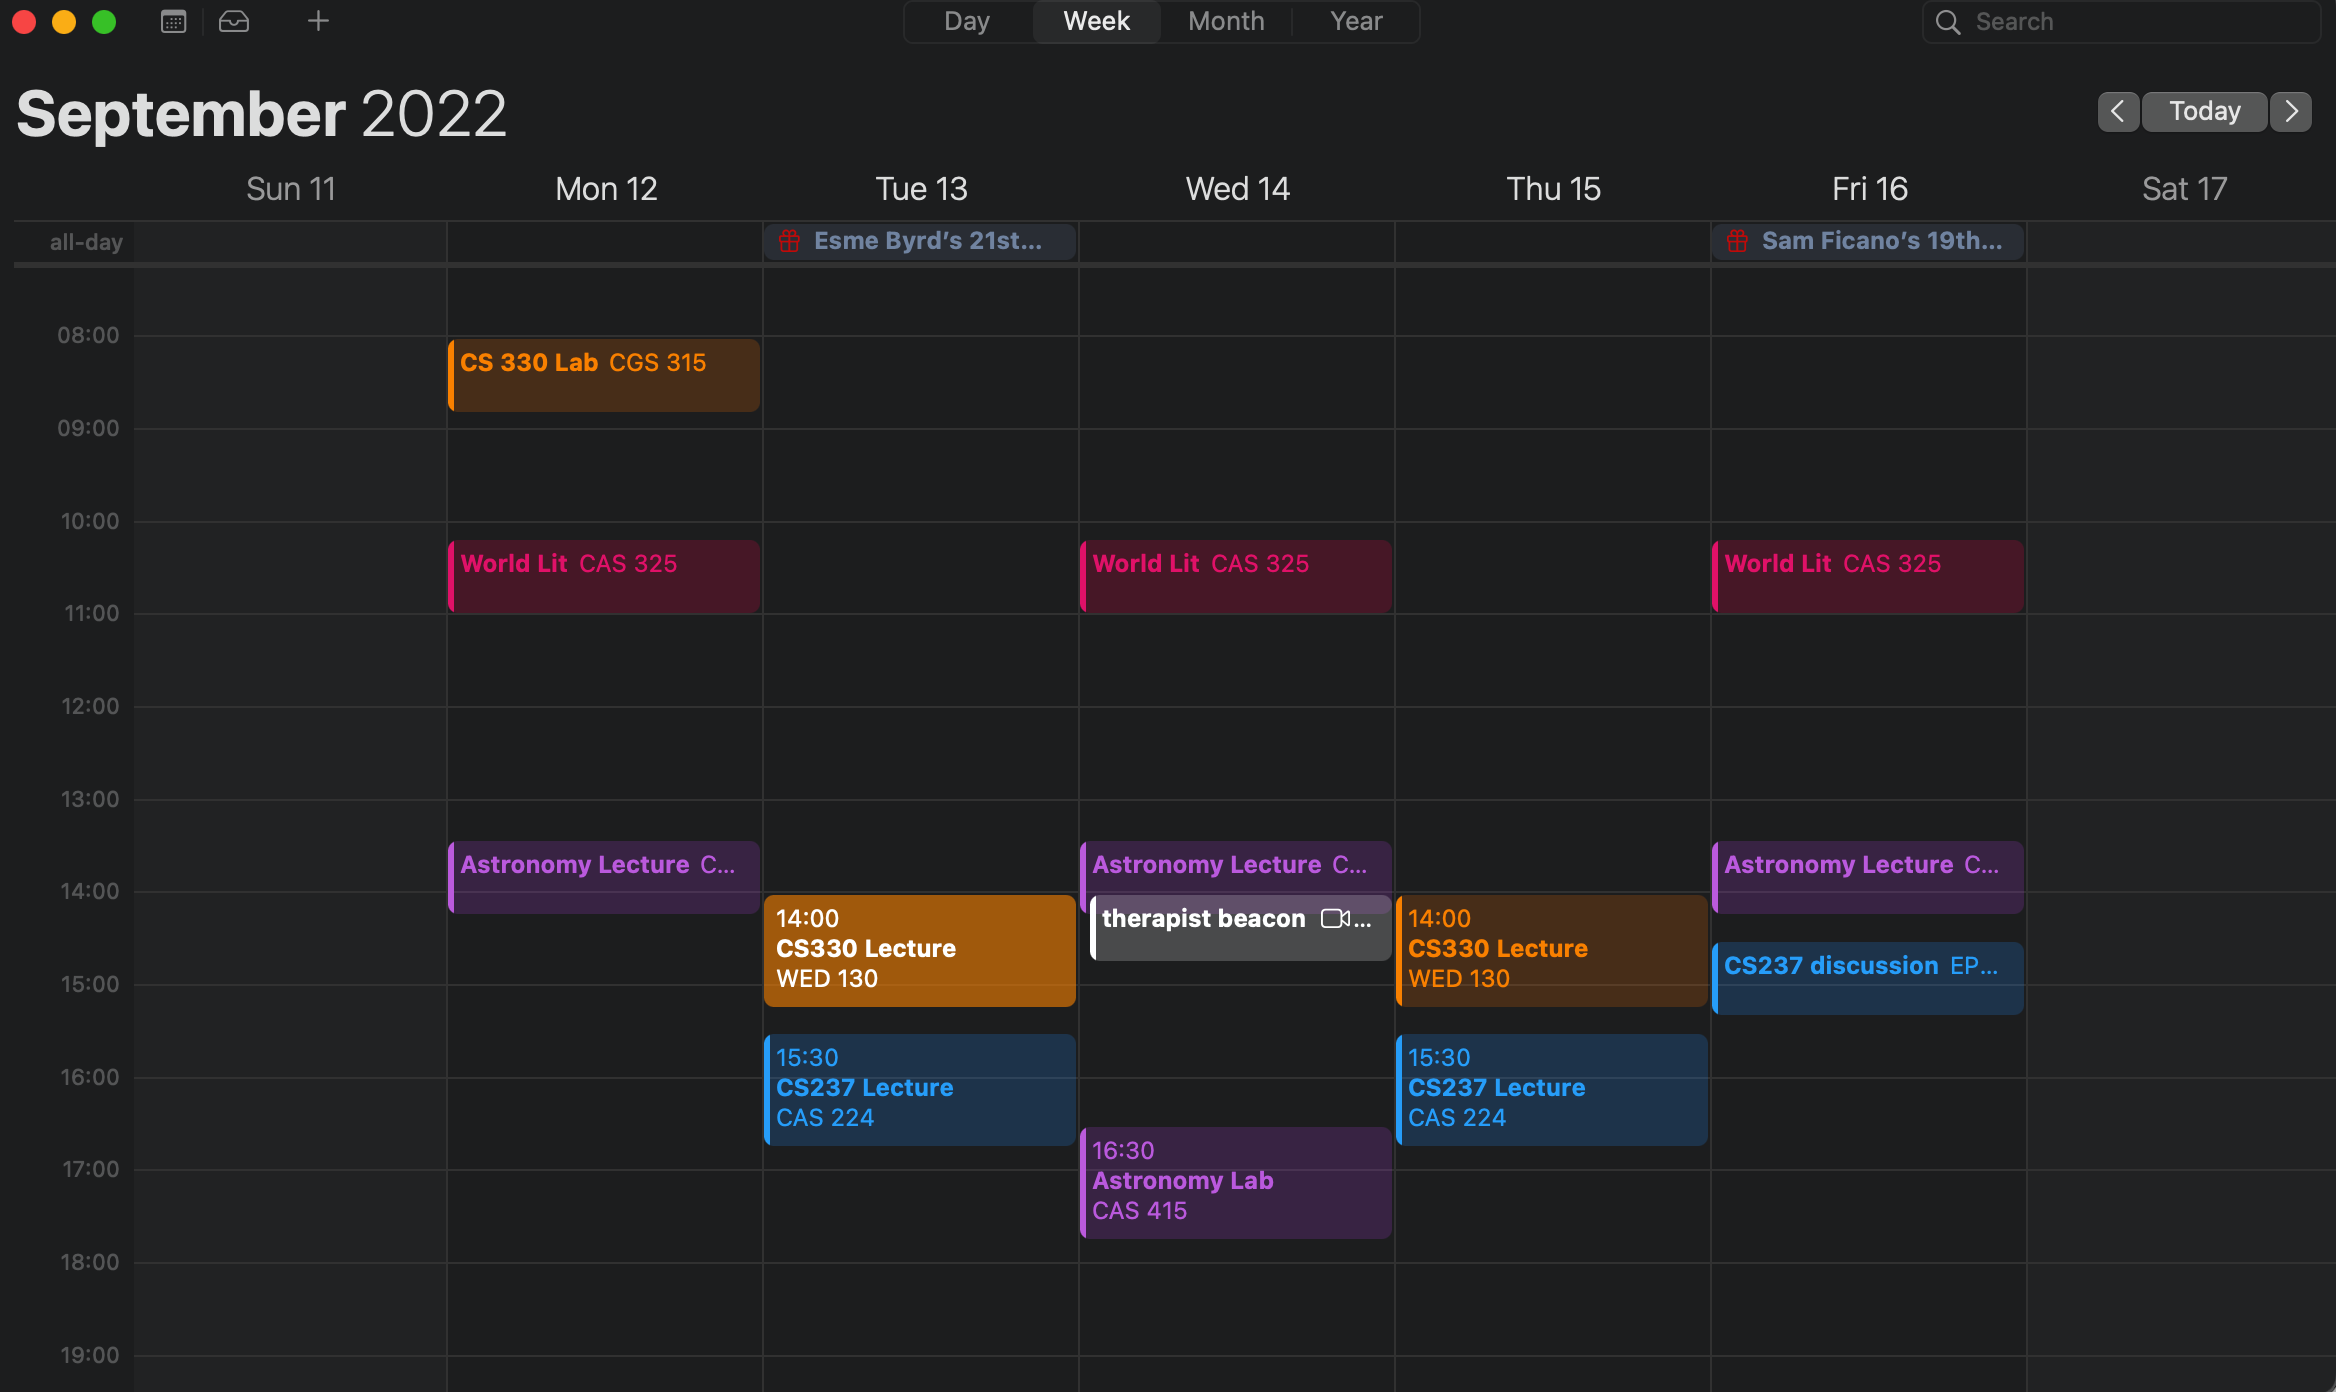 Day Week Month Year
Search
September 2022
Today
Sun 11 Mon 12 Tue 13 Wed 14 Thu 15 Fri 16 Sat 17
all-day
Esme Byrd’s 21st...
Sam Ficano’s 19th...
08:00
CS 330 Lab CGS 315
09:00
10:00
World Lit CAS 325
World Lit CAS 325
World Lit CAS 325
11:00
12:00
13:00
Astronomy Lecture C...
Astronomy Lecture C...
Astronomy Lecture C...
14:00
14:00
CS330 Lecture
WED 130
therapist beacon ...
14:00
CS330 Lecture
WED 130
CS237 discussion EP...
15:00
15:30
CS237 Lecture
CAS 224
15:30
CS237 Lecture
CAS 224
16:00
16:30
Astronomy Lab
CAS 415
17:00
18:00
19:00